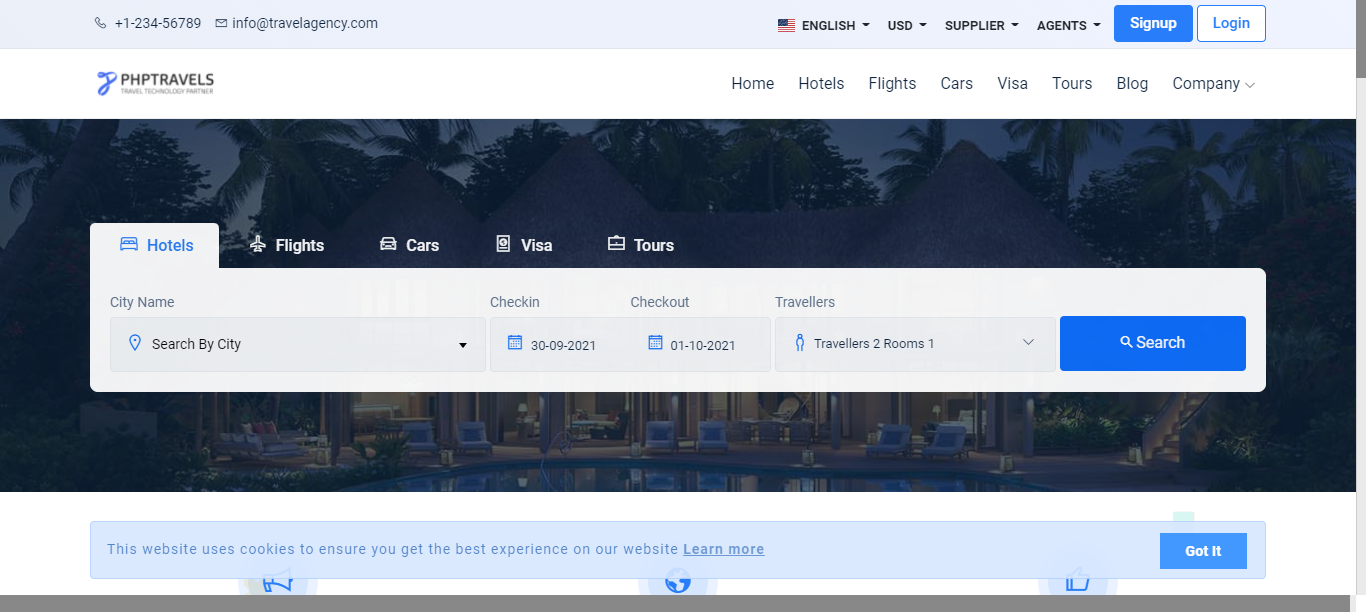 +1-234-56789 info@travelagency.com ENGLISH USD SUPPLIER AGENTS Signup Login
PHPTRAVELS
TRAVEL TECHNOLOGY PARTNER
Home Hotels Flights Cars Visa Tours Blog Company
Hotels Flights Cars Visa Tours
City Name Checkin Checkout Travellers
Search By City 30-09-2021 01-10-2021 Travellers 2 Rooms 1 Search
This website uses cookies to ensure you get the best experience on our website Learn more Got It